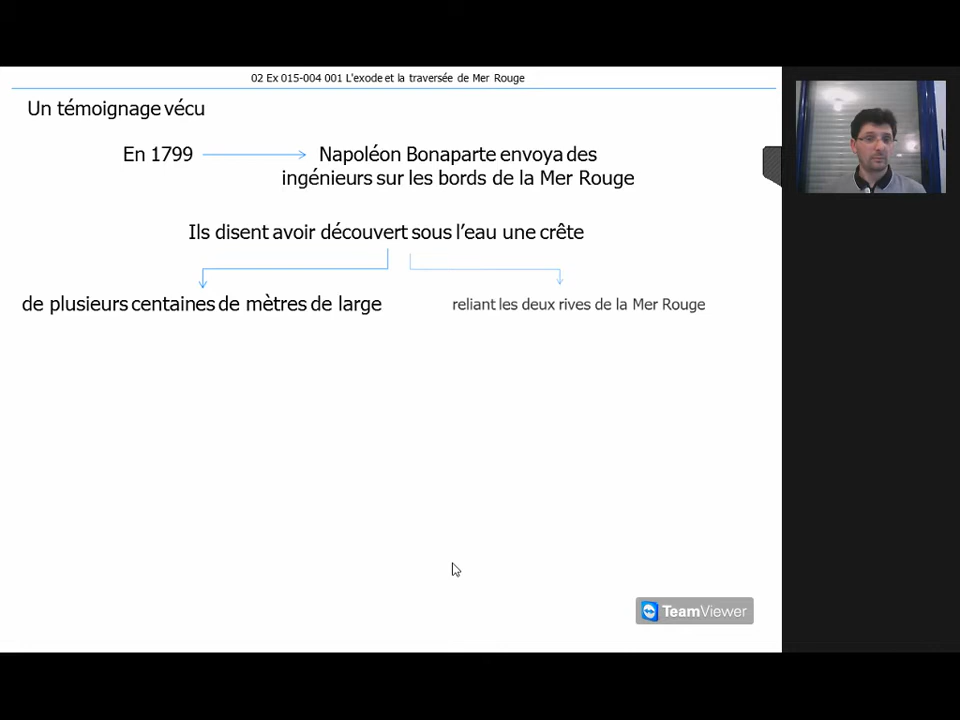 02 Ex 015-004 001 L'exode et la traversée de Mer Rouge
Un témoignage vécu
En 1799
Napoléon Bonaparte envoya des
ingénieurs sur les bords de la Mer Rouge
Ils disent avoir découvert sous l'eau une crête
de plusieurs centaines de mètres de large
reliant les deux rives de la Mer Rouge
TeamViewer